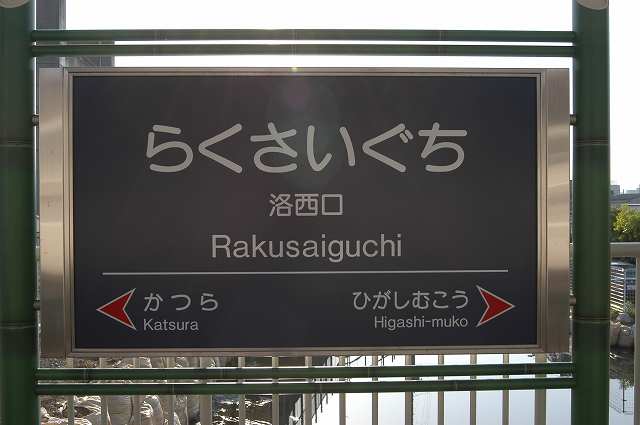 らくさいぐち
洛西口
Rakusaiguchi
かつら ひがしむこう
Katsura Higashi-muko